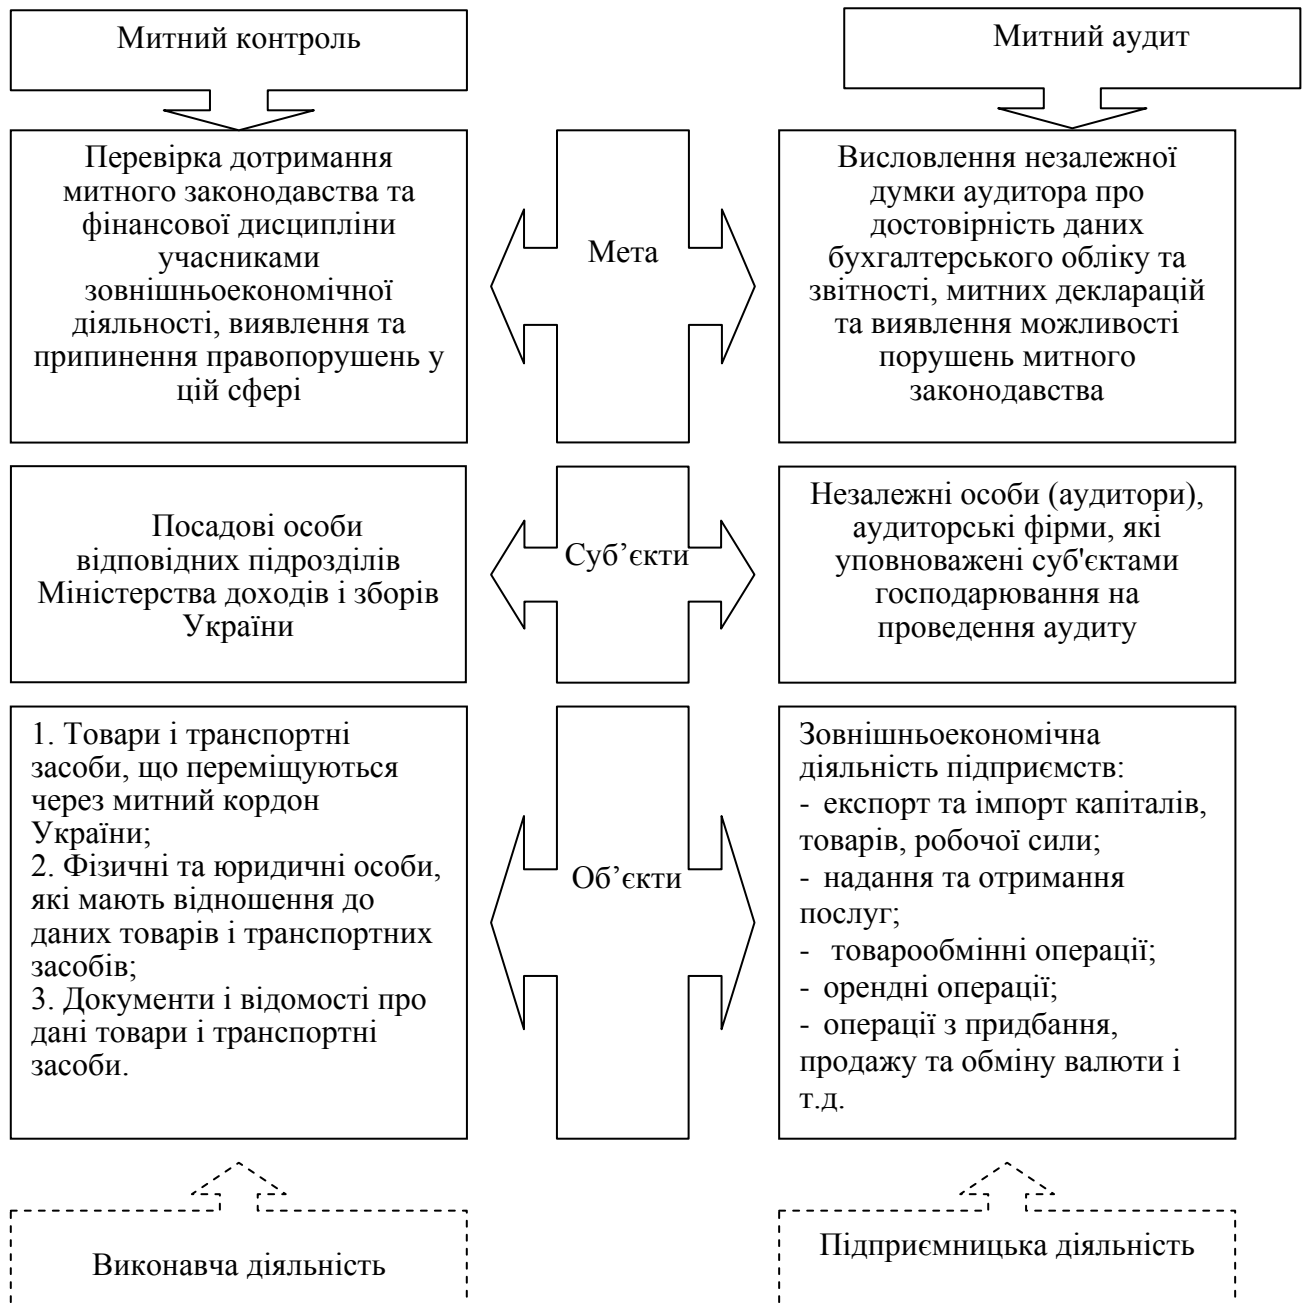 Митний контроль
Митний аудит
Перевірка дотримання
митного законодавства та
фінансової дисципліни
учасниками
зовнішньоекономічної
діяльності, виявлення та
припинення правопорушень у
цій сфері
Мета
Висловлення незалежної
думки аудитора про
достовірність даних
бухгалтерського обліку та
звітності, митних декларацій
та виявлення можливості
порушень митного
законодавства
Посадові особи
відповідних підрозділів
Міністерства доходів і зборів
України
Суб’єкти
Незалежні особи (аудитори),
аудиторські фірми, які
уповноважені суб'єктами
господарювання на
проведення аудиту
1. Товари і транспортні
засоби, що переміщуються
через митний кордон
України;
2. Фізичні та юридичні особи,
які мають відношення до
даних товарів і транспортних
засобів;
3. Документи і відомості про
дані товари і транспортні
засоби.
Об’єкти
Зовнішньоекономічна
діяльність підприємств:
- експорт та імпорт капіталів,
товарів, робочої сили;
- надання та отримання
послуг;
- товарообмінні операції;
- орендні операції;
- операції з придбання,
продажу та обміну валюти і
т.д.
Виконавча діяльність
Підприємницька діяльність